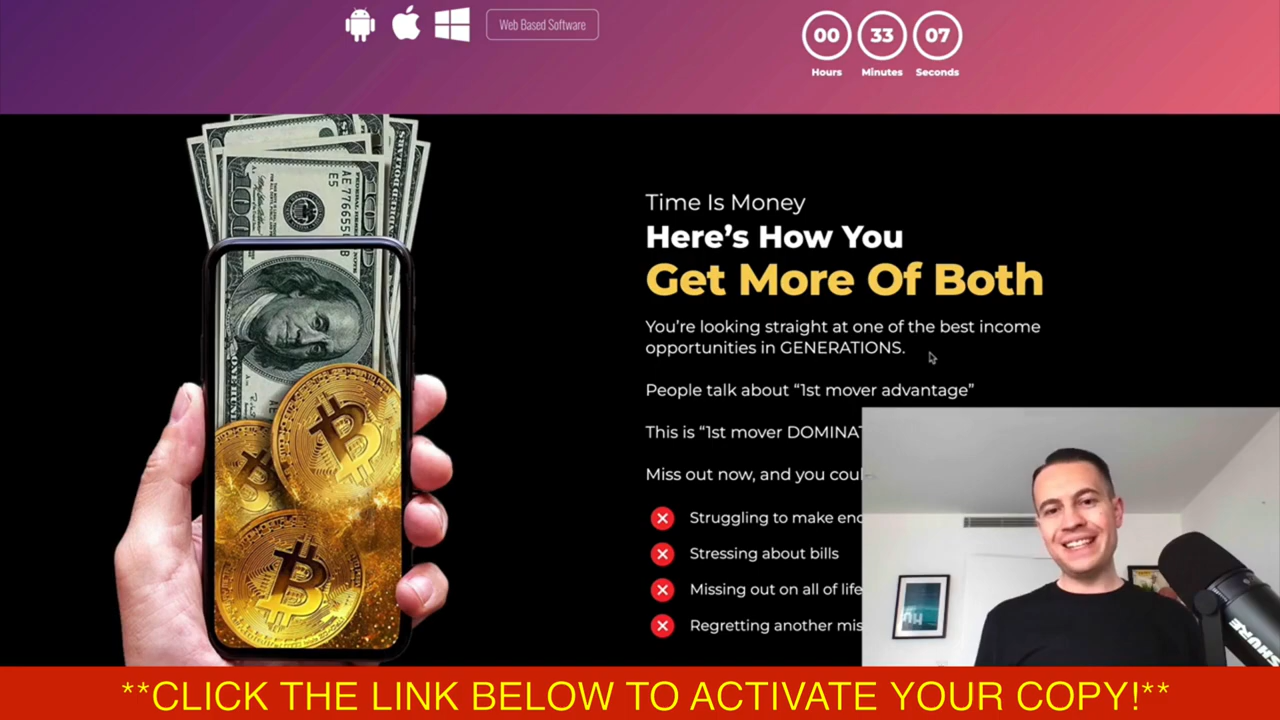 Web Based Software
00 33 07
Hours Minutes Seconds
Time Is Money
Here's How You
Get More Of Both
You're looking straight at one of the best income
opportunities in GENERATIONS.
People talk about “1st mover advantage”
This is “1st mover
Miss out now, and you
Struggling to make
Stressing about bills
Missing out on all of life
Regretting another
SHURE
**CLICK THE LINK BELOW TO ACTIVATE YOUR COPY!**